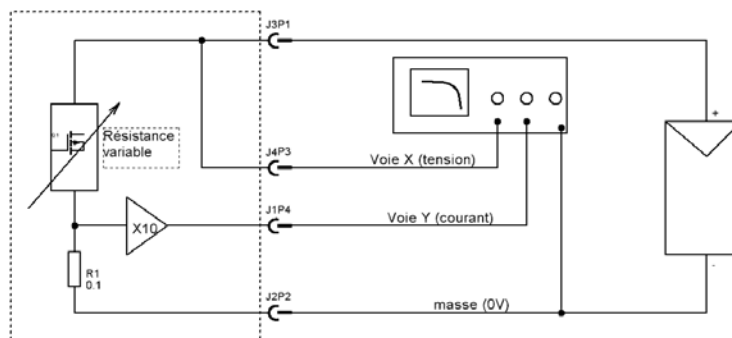 J3P1
+
Résistance
variable
J4P3
Voie X (tension)
X10
J1P4
Voie Y (courant)
R1
0.1
J2P2
masse (0V)
-